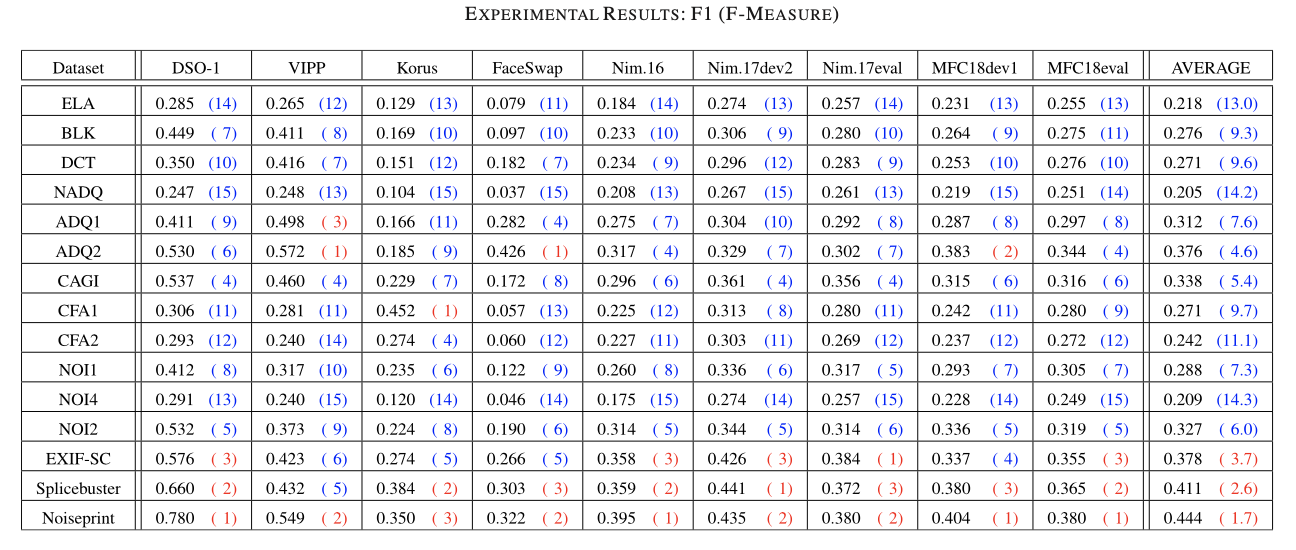 EXPERIMENTAL RESULTS: F1 (F-MEASURE)
Dataset DSO-1 VIPP Korus FaceSwap Nim.16 Nim.17dev2 Nim.17eval MFC18dev1 MFC18eval AVERAGE
ELA 0.285 (14) 0.265 (12) 0.129 (13) 0.079 (11) 0.184 (14) 0.274 (13) 0.257 (14) 0.231 (13) 0.255 (13) 0.218 (13.0)
BLK 0.449 ( 7) 0.411 ( 8) 0.169 (10) 0.097 (10) 0.233 (10) 0.306 ( 9) 0.280 (10) 0.264 ( 9) 0.275 (11) 0.276 ( 9.3)
DCT 0.350 (10) 0.416 ( 7) 0.151 (12) 0.182 ( 7) 0.234 ( 9) 0.296 (12) 0.283 ( 9) 0.253 (10) 0.276 (10) 0.271 ( 9.6)
NADQ 0.247 (15) 0.248 (13) 0.104 (15) 0.037 (15) 0.208 (13) 0.267 (15) 0.261 (13) 0.219 (15) 0.251 (14) 0.205 (14.2)
ADQ1 0.411 ( 9) 0.498 ( 3) 0.166 (11) 0.282 ( 4) 0.275 ( 7) 0.304 (10) 0.292 ( 8) 0.287 ( 8) 0.297 ( 8) 0.312 ( 7.6)
ADQ2 0.530 ( 6) 0.572 ( 1) 0.185 ( 9) 0.426 ( 1) 0.317 ( 4) 0.329 ( 7) 0.302 ( 7) 0.383 ( 2) 0.344 ( 4) 0.376 ( 4.6)
CAGI 0.537 ( 4) 0.460 ( 4) 0.229 ( 7) 0.172 ( 8) 0.296 ( 6) 0.361 ( 4) 0.356 ( 4) 0.315 ( 6) 0.316 ( 6) 0.338 ( 5.4)
CFA1 0.306 (11) 0.281 (11) 0.452 ( 1) 0.057 (13) 0.225 (12) 0.313 ( 8) 0.280 (11) 0.242 (11) 0.280 ( 9) 0.271 ( 9.7)
CFA2 0.293 (12) 0.240 (14) 0.274 ( 4) 0.060 (12) 0.227 (11) 0.303 (11) 0.269 (12) 0.237 (12) 0.272 (12) 0.242 (11.1)
NOI1 0.412 ( 8) 0.317 (10) 0.235 ( 6) 0.122 ( 9) 0.260 ( 8) 0.336 ( 6) 0.317 ( 5) 0.293 ( 7) 0.305 ( 7) 0.288 ( 7.3)
NOI4 0.291 (13) 0.240 (15) 0.120 (14) 0.046 (14) 0.175 (15) 0.274 (14) 0.257 (15) 0.228 (14) 0.249 (15) 0.209 (14.3)
NOI2 0.532 ( 5) 0.373 ( 9) 0.224 ( 8) 0.190 ( 6) 0.314 ( 5) 0.344 ( 5) 0.314 ( 6) 0.336 ( 5) 0.319 ( 5) 0.327 ( 6.0)
EXIF-SC 0.576 ( 3) 0.423 ( 6) 0.274 ( 5) 0.266 ( 5) 0.358 ( 3) 0.426 ( 3) 0.384 ( 1) 0.337 ( 4) 0.355 ( 3) 0.378 ( 3.7)
Splicebuster 0.660 ( 2) 0.432 ( 5) 0.384 ( 2) 0.303 ( 3) 0.359 ( 2) 0.441 ( 1) 0.372 ( 3) 0.380 ( 3) 0.365 ( 2) 0.411 ( 2.6)
Noiseprint 0.780 ( 1) 0.549 ( 2) 0.350 ( 3) 0.322 ( 2) 0.395 ( 1) 0.435 ( 2) 0.380 ( 2) 0.404 ( 1) 0.380 ( 1) 0.444 ( 1.7)